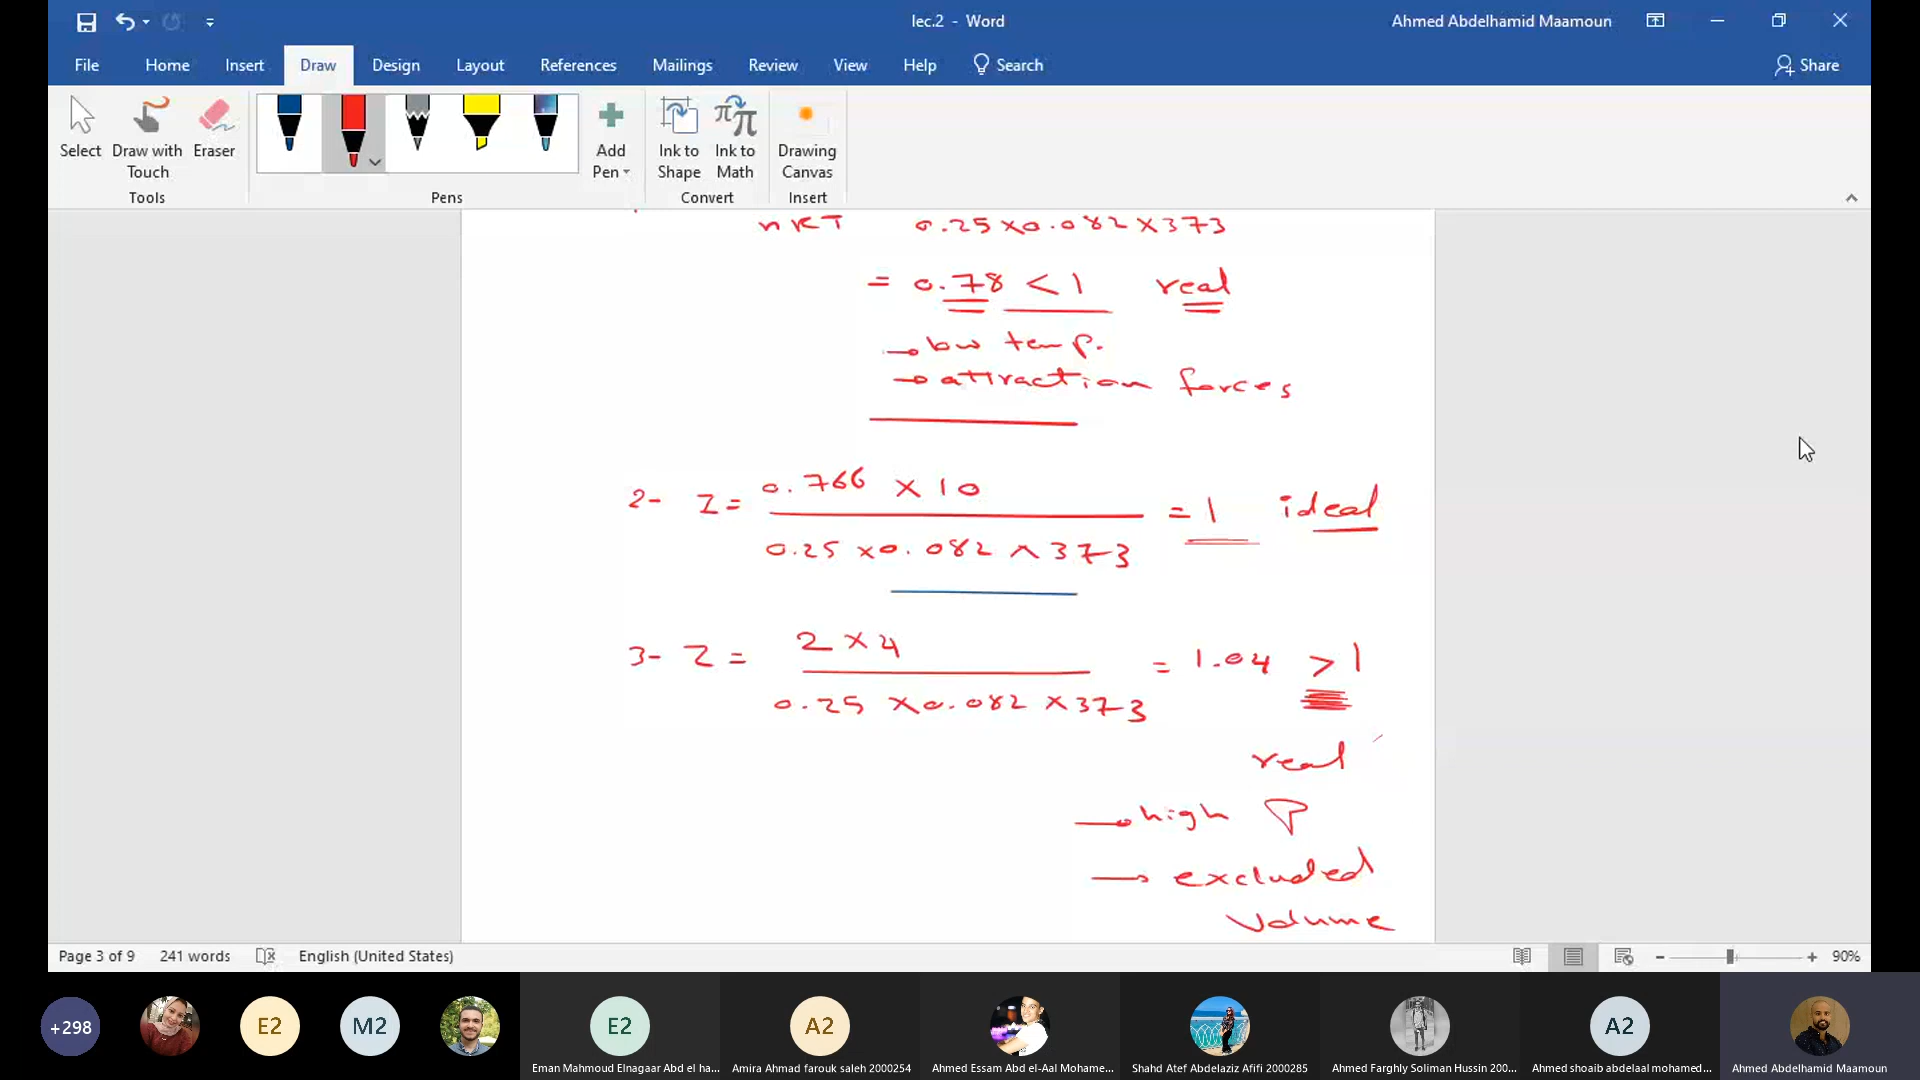 lec.2 - Word
Ahmed Abdelhamid Maamoun
File Home Insert Draw Design Layout References Mailings Review View Help Search Share
Select
Draw with Touch
Eraser
Tools
Pens
Add Pen
Ink to Shape
Ink to Math
Convert
Drawing Canvas
Insert
nRT 0.25 x 0.082 x 373
= 0.78 < 1 real
→ low temp.
→ attraction forces
2- Z = 0.766 x 10
= 1 ideal
0.25 x 0.082 x 373
3- Z = 2 x 4
= 1.04 > 1
0.25 x 0.082 x 373
real
→ high P
→ excluded
volume
Page 3 of 9 241 words English (United States) 90%
+298
E2
M2
E2
A2
A2
Eman Mahmoud Elnagaar Abd el ha...
Amira Ahmad farouk saleh 2000254
Ahmed Essam Abd el-Aal Mohame...
Shahd Atef Abdelaziz Afifi 2000285
Ahmed Farghly Soliman Hussin 200...
Ahmed shoaib abdelaal mohamed...
Ahmed Abdelhamid Maamoun